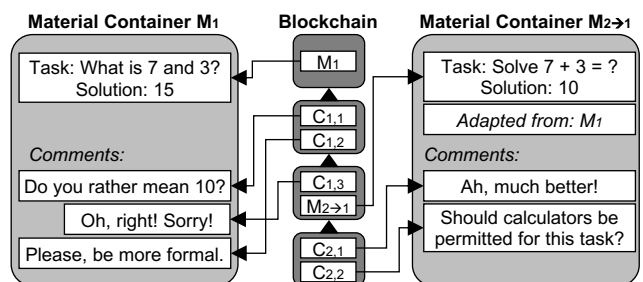 Material Container M1
Task: What is 7 and 3?
Solution: 15
Comments:
Do you rather mean 10?
Oh, right! Sorry!
Please, be more formal.
Blockchain
M1
C1,1
C1,2
C1,3
M2→1
C2,1
C2,2
Material Container M2→1
Task: Solve 7 + 3 = ?
Solution: 10
Adapted from: M1
Comments:
Ah, much better!
Should calculators be
permitted for this task?